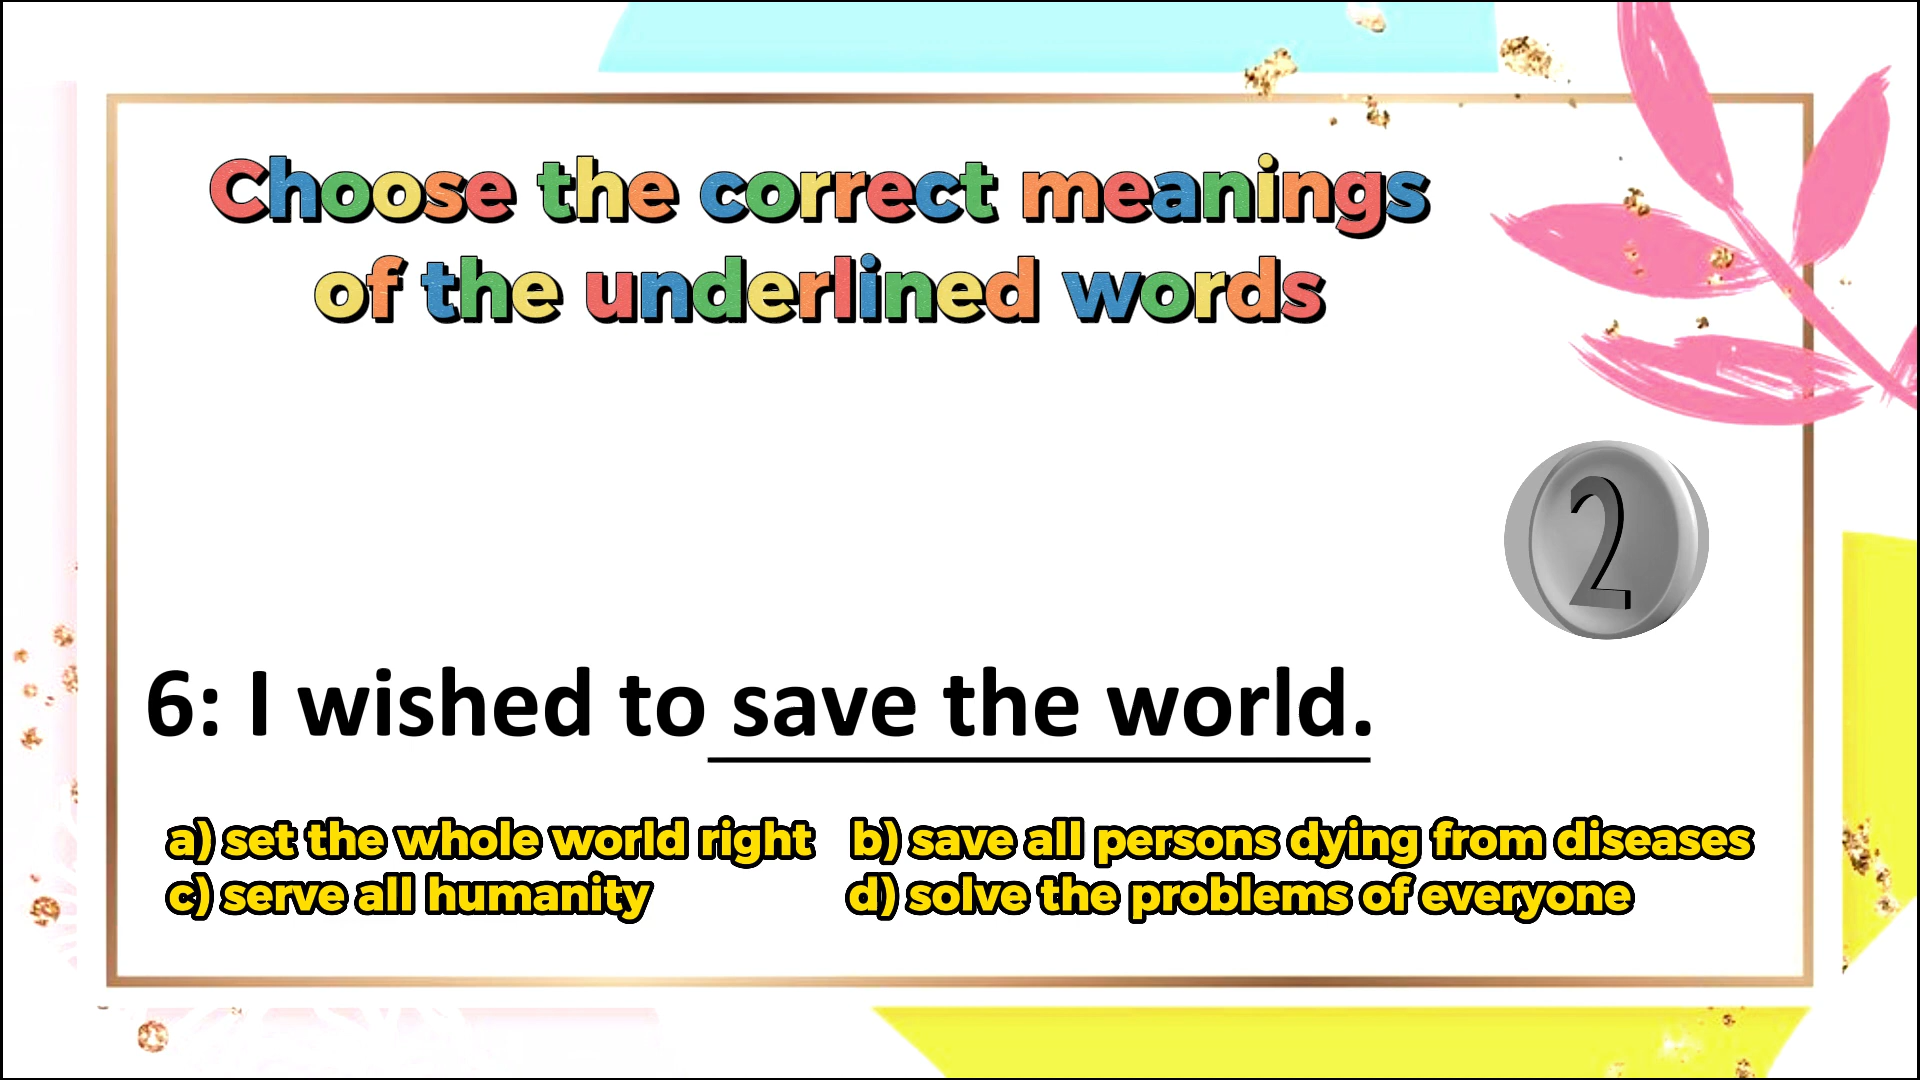 Choose the correct meanings
of the underlined words
2
6: I wished to save the world.
a) set the whole world right b) save all persons dying from diseases
c) serve all humanity d) solve the problems of everyone